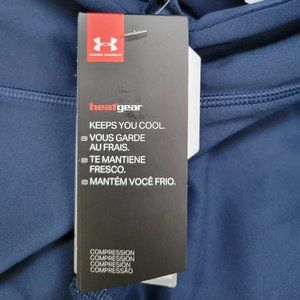 UNDER ARMOUR
heatgear
KEEPS YOU COOL.
VOUS GARDE
AU FRAIS.
TE MANTIENE
FRESCO.
MANTÉM VOCÊ FRIO.
COMPRESSION
COMPRESSION
COMPRESIÓN
COMPRESSÃO